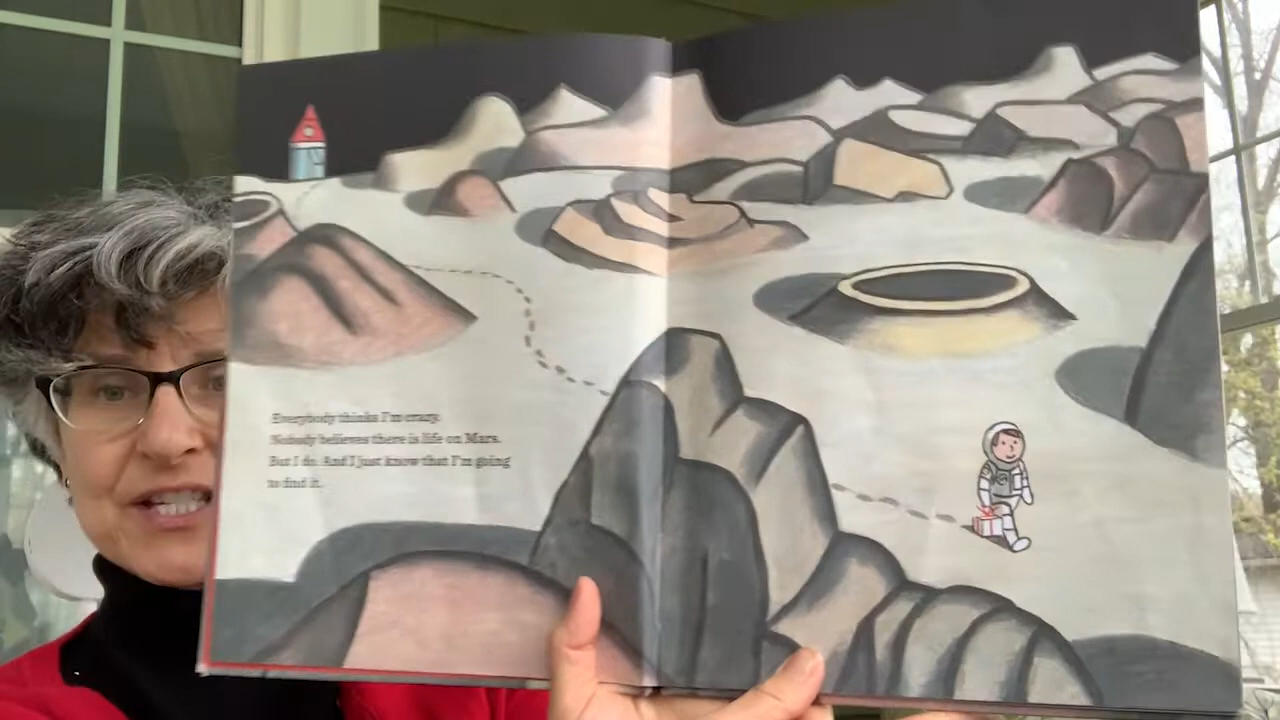 Everybody thinks I'm crazy.
Nobody believes there is life on Mars.
But I do. And I just know that I'm going
to find it.